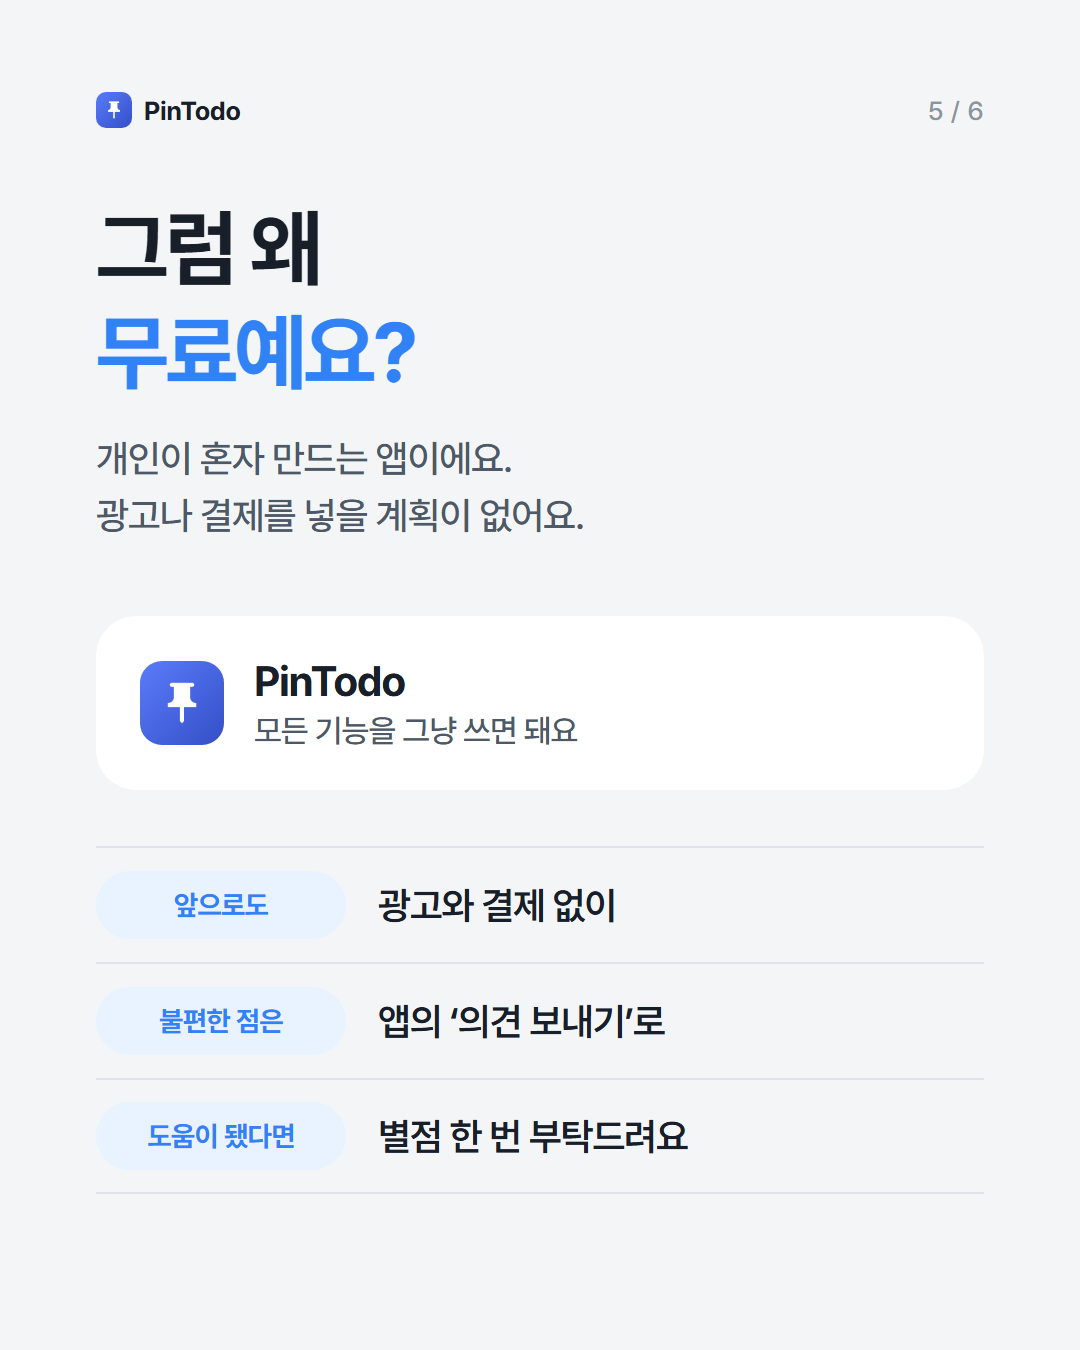 PinTodo
5 / 6
그럼 왜
무료예요?
개인이 혼자 만드는 앱이에요.
광고나 결제를 넣을 계획이 없어요.
PinTodo
모든 기능을 그냥 쓰면 돼요
앞으로도
광고와 결제 없이
불편한 점은
앱의 ‘의견 보내기’로
도움이 됐다면
별점 한 번 부탁드려요